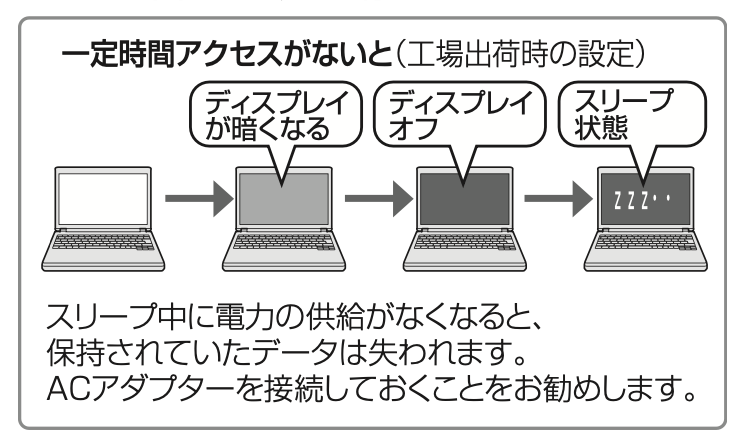 一定時間アクセスがないと（工場出荷時の設定）
ディスプレイ
が暗くなる
ディスプレイ
オフ
スリープ
状態
ZZZ・・
スリープ中に電力の供給がなくなると、
保持されていたデータは失われます。
ACアダプターを接続しておくことをお勧めします。